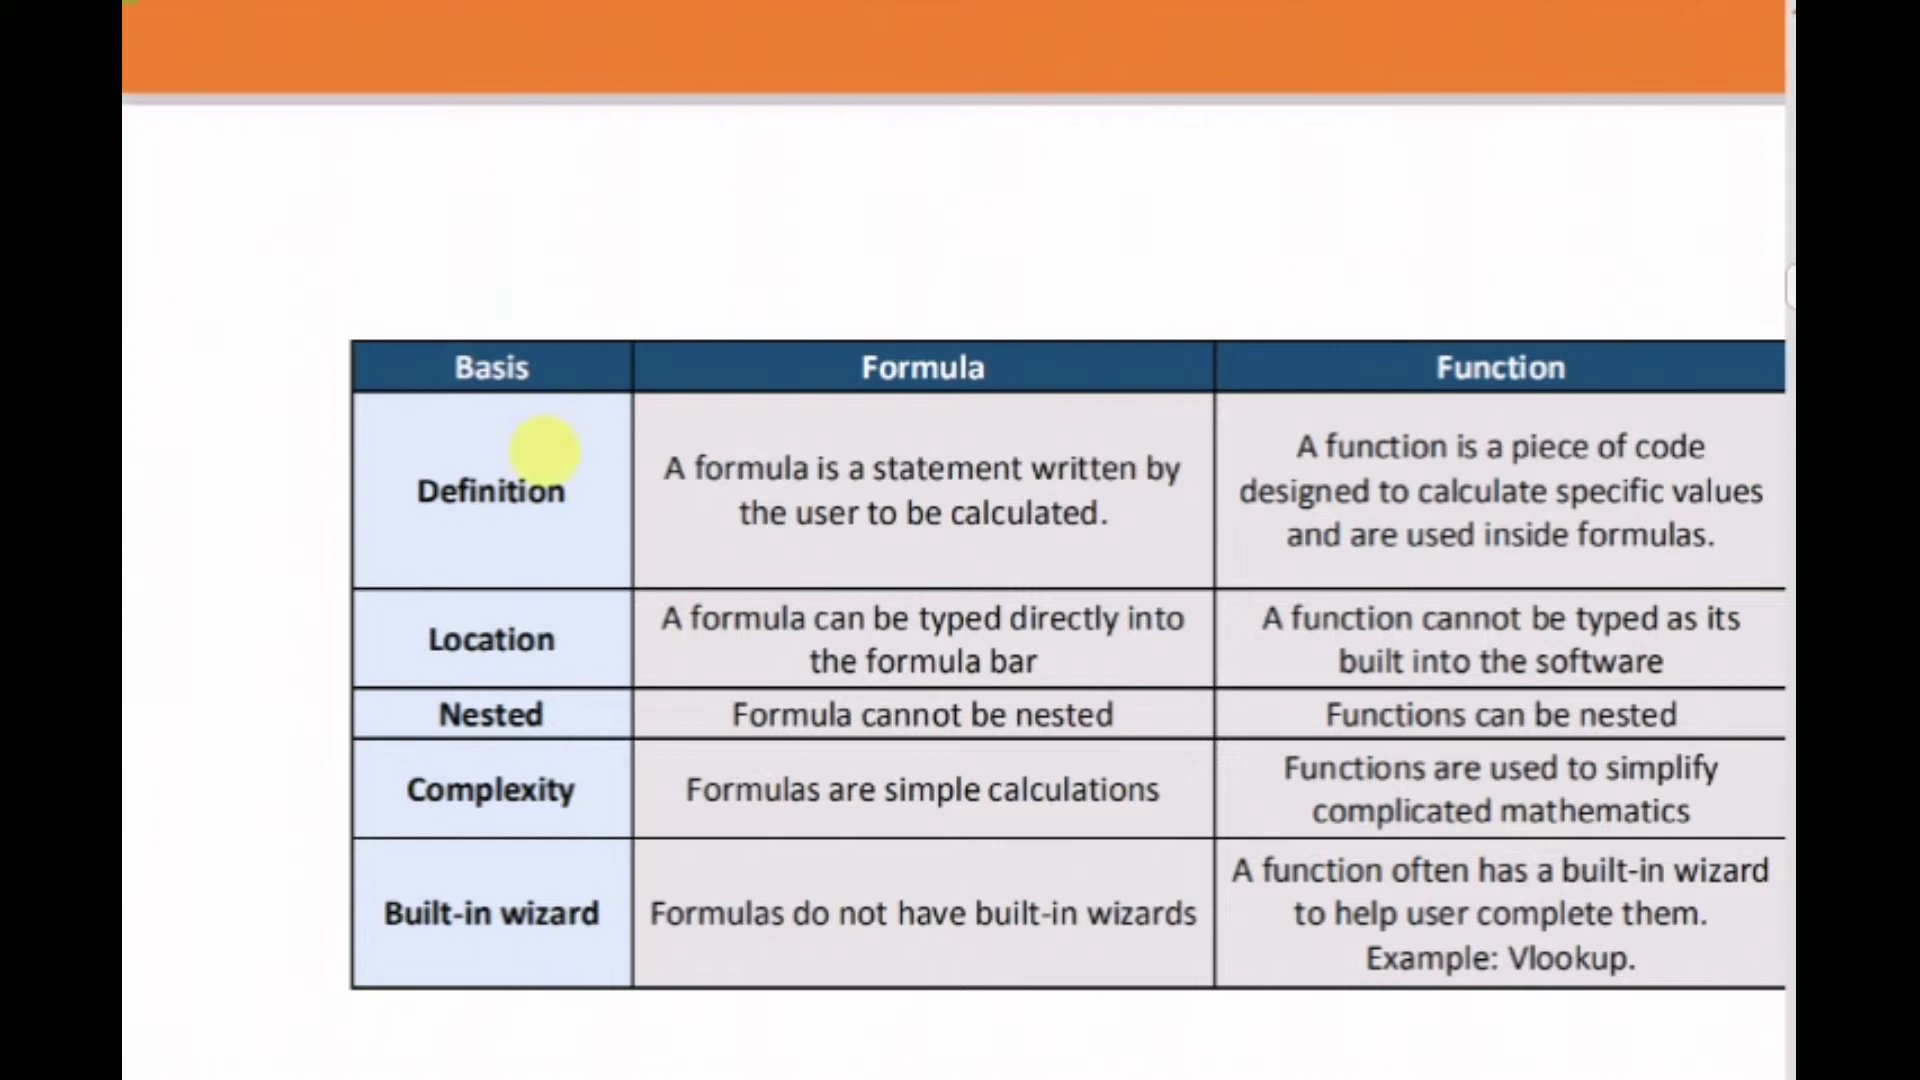 Basis Formula Function
Definition
A formula is a statement written by
the user to be calculated.
A function is a piece of code
designed to calculate specific values
and are used inside formulas.
Location
A formula can be typed directly into
the formula bar
A function cannot be typed as its
built into the software
Nested
Formula cannot be nested
Functions can be nested
Complexity
Formulas are simple calculations
Functions are used to simplify
complicated mathematics
Built-in wizard
Formulas do not have built-in wizards
A function often has a built-in wizard
to help user complete them.
Example: Vlookup.